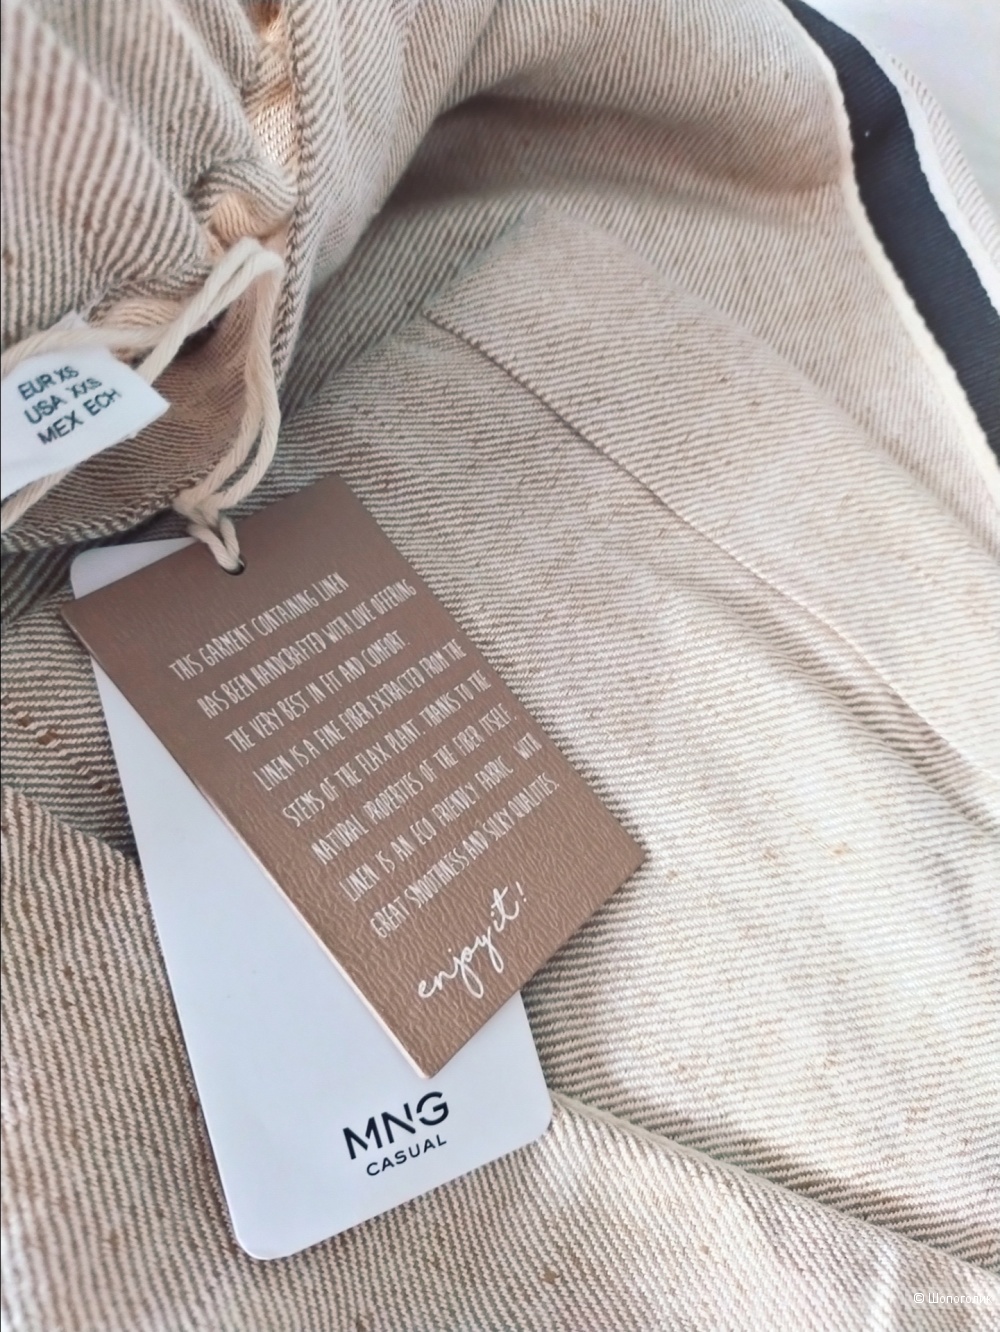 EUR XS
USA XXS
MEX ECH
THIS GARMENT CONTAINING LINEN
HAS BEEN HANDCRAFTED WITH LOVE OFFERING
THE VERY BEST IN FIT AND COMFORT.
LINEN IS A FINE FIBER EXTRACTED FROM THE
STEMS OF THE FLAX PLANT. THANKS TO THE
NATURAL PROPERTIES OF THE FIBER ITSELF,
LINEN IS AN ECO FRIENDLY FABRIC WITH
GREAT SMOOTHNESS AND SILKY QUALITIES.
enjoy it!
MNG
CASUAL
© Шопоголик